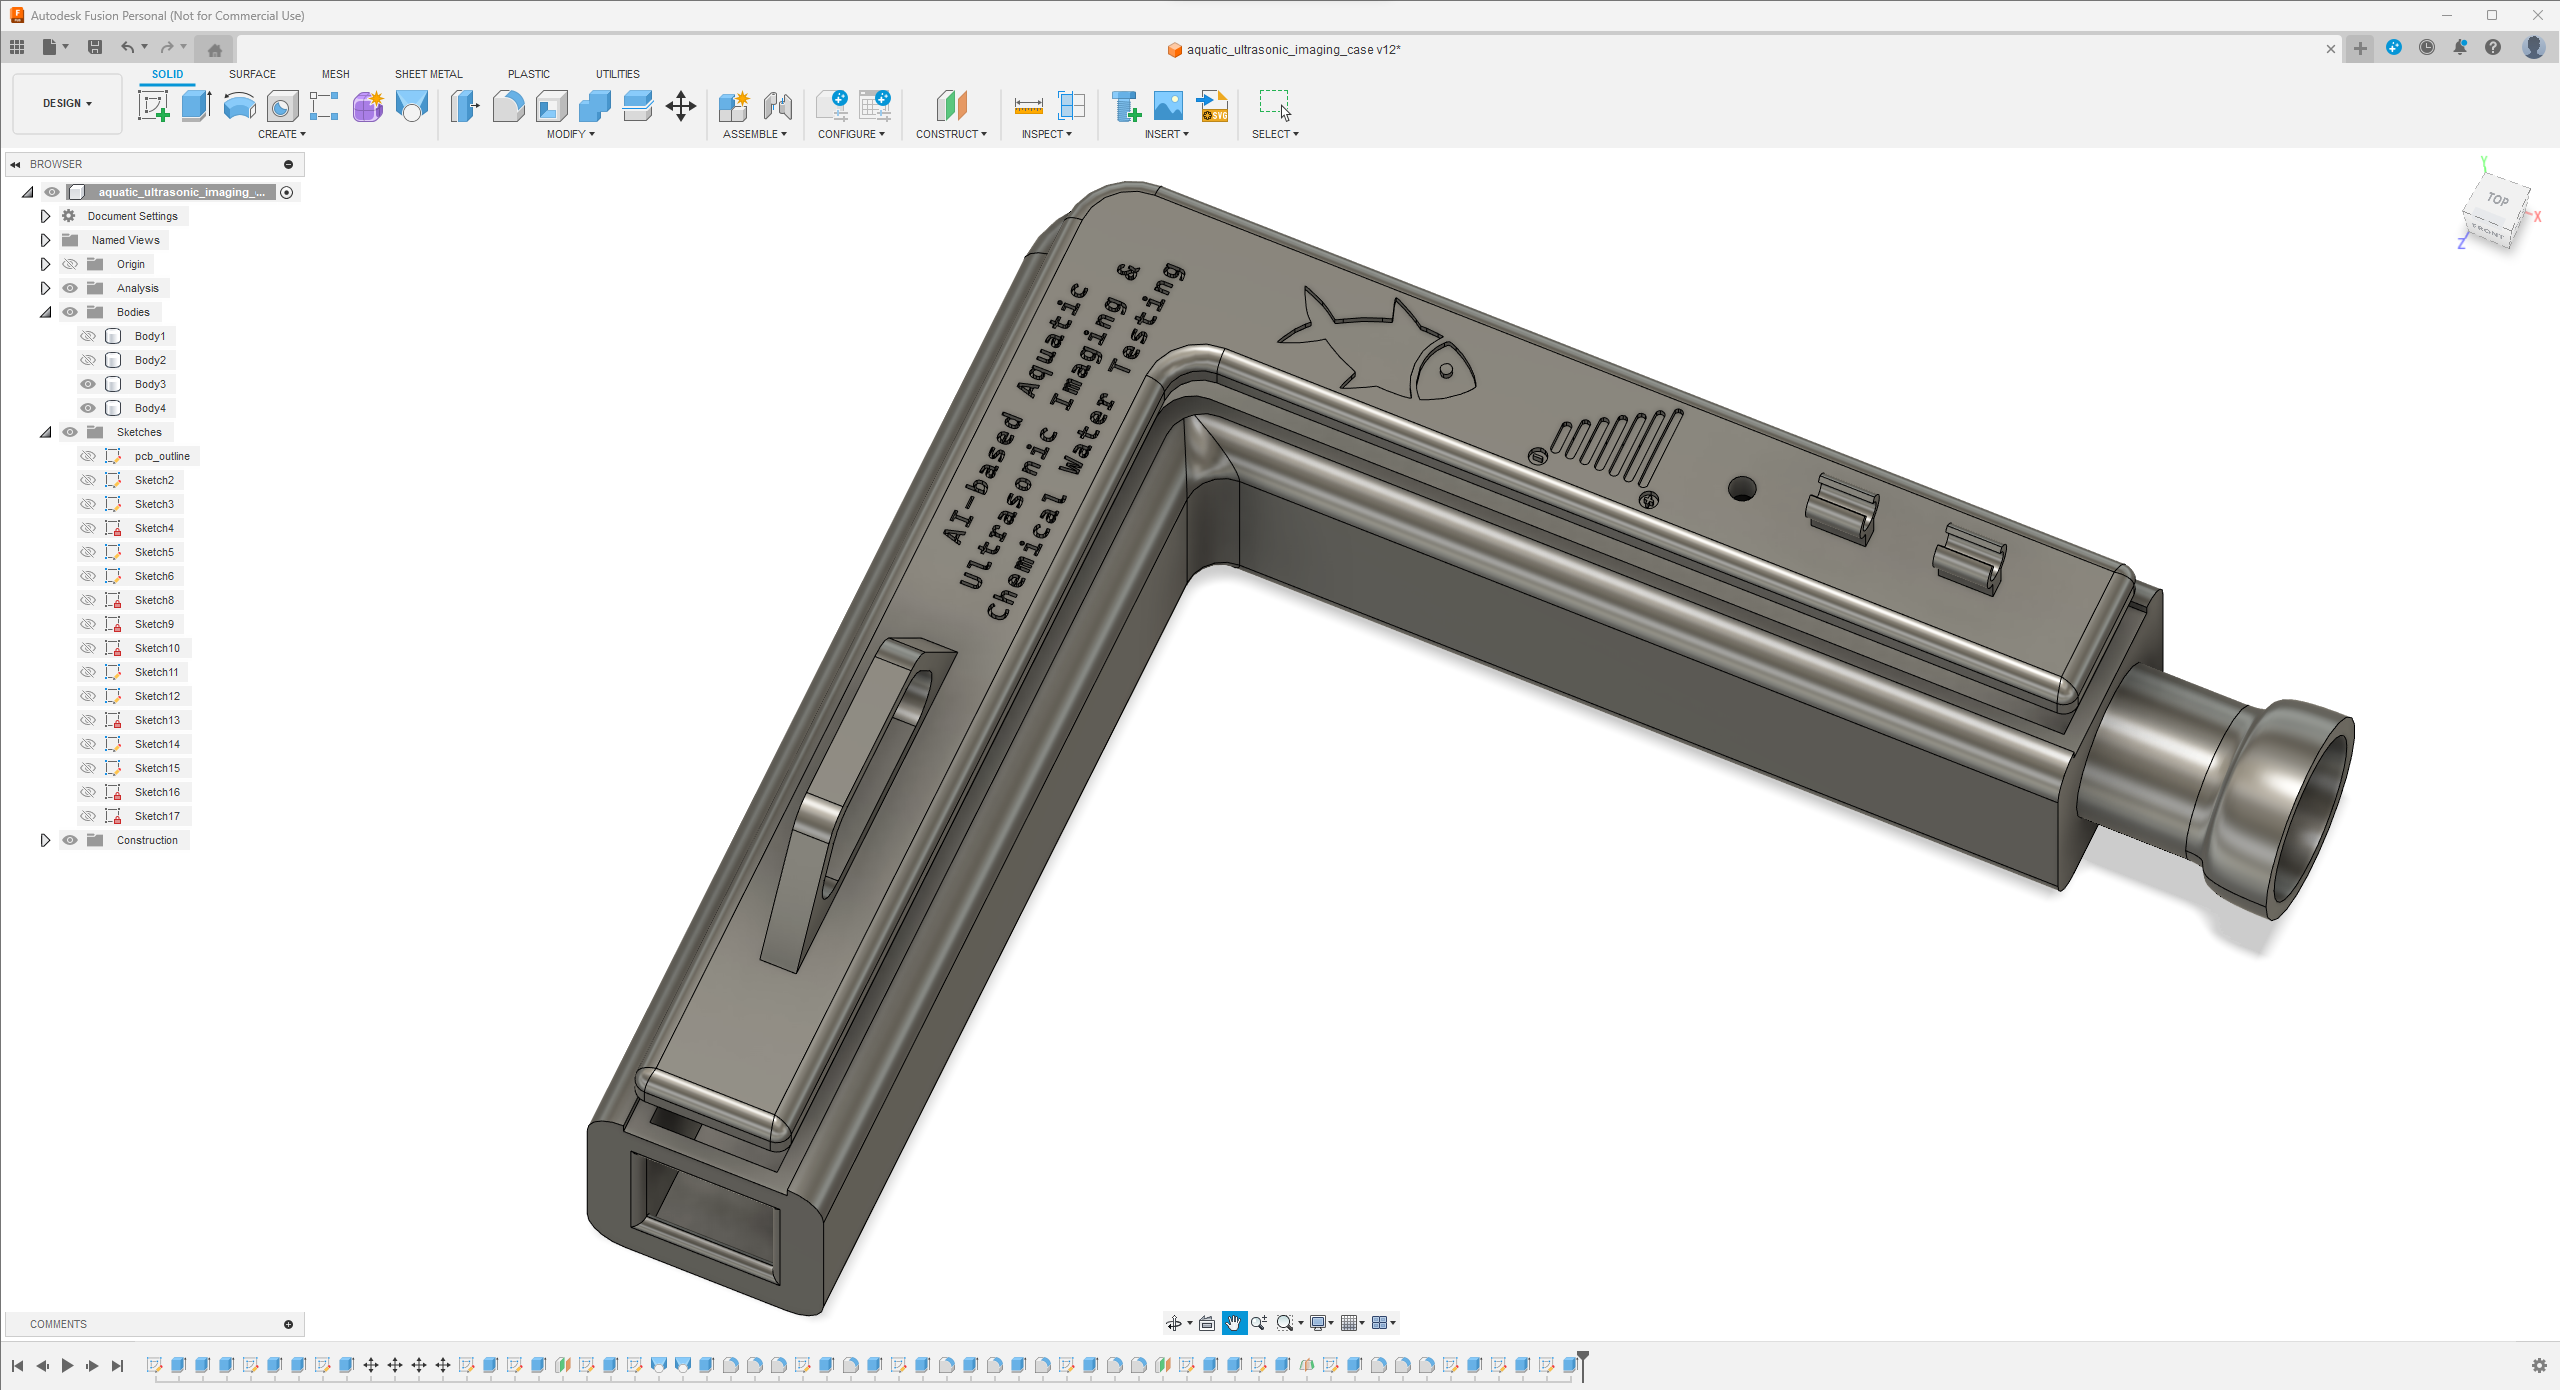 Autodesk Fusion Personal (Not for Commercial Use)
aquatic_ultrasonic_imaging_case v12*
DESIGN
SOLID
SURFACE
MESH
SHEET METAL
PLASTIC
UTILITIES
CREATE
MODIFY
ASSEMBLE
CONFIGURE
CONSTRUCT
INSPECT
INSERT
SELECT
SVG
BROWSER
aquatic_ultrasonic_imaging_...
Document Settings
Named Views
Origin
Analysis
Bodies
Body1
Body2
Body3
Body4
Sketches
pcb_outline
Sketch2
Sketch3
Sketch4
Sketch5
Sketch6
Sketch8
Sketch9
Sketch10
Sketch11
Sketch12
Sketch13
Sketch14
Sketch15
Sketch16
Sketch17
Construction
AI-based Aquatic
Ultrasonic Imaging &
Chemical Water Testing
Y
TOP
X
FRONT
Z
COMMENTS